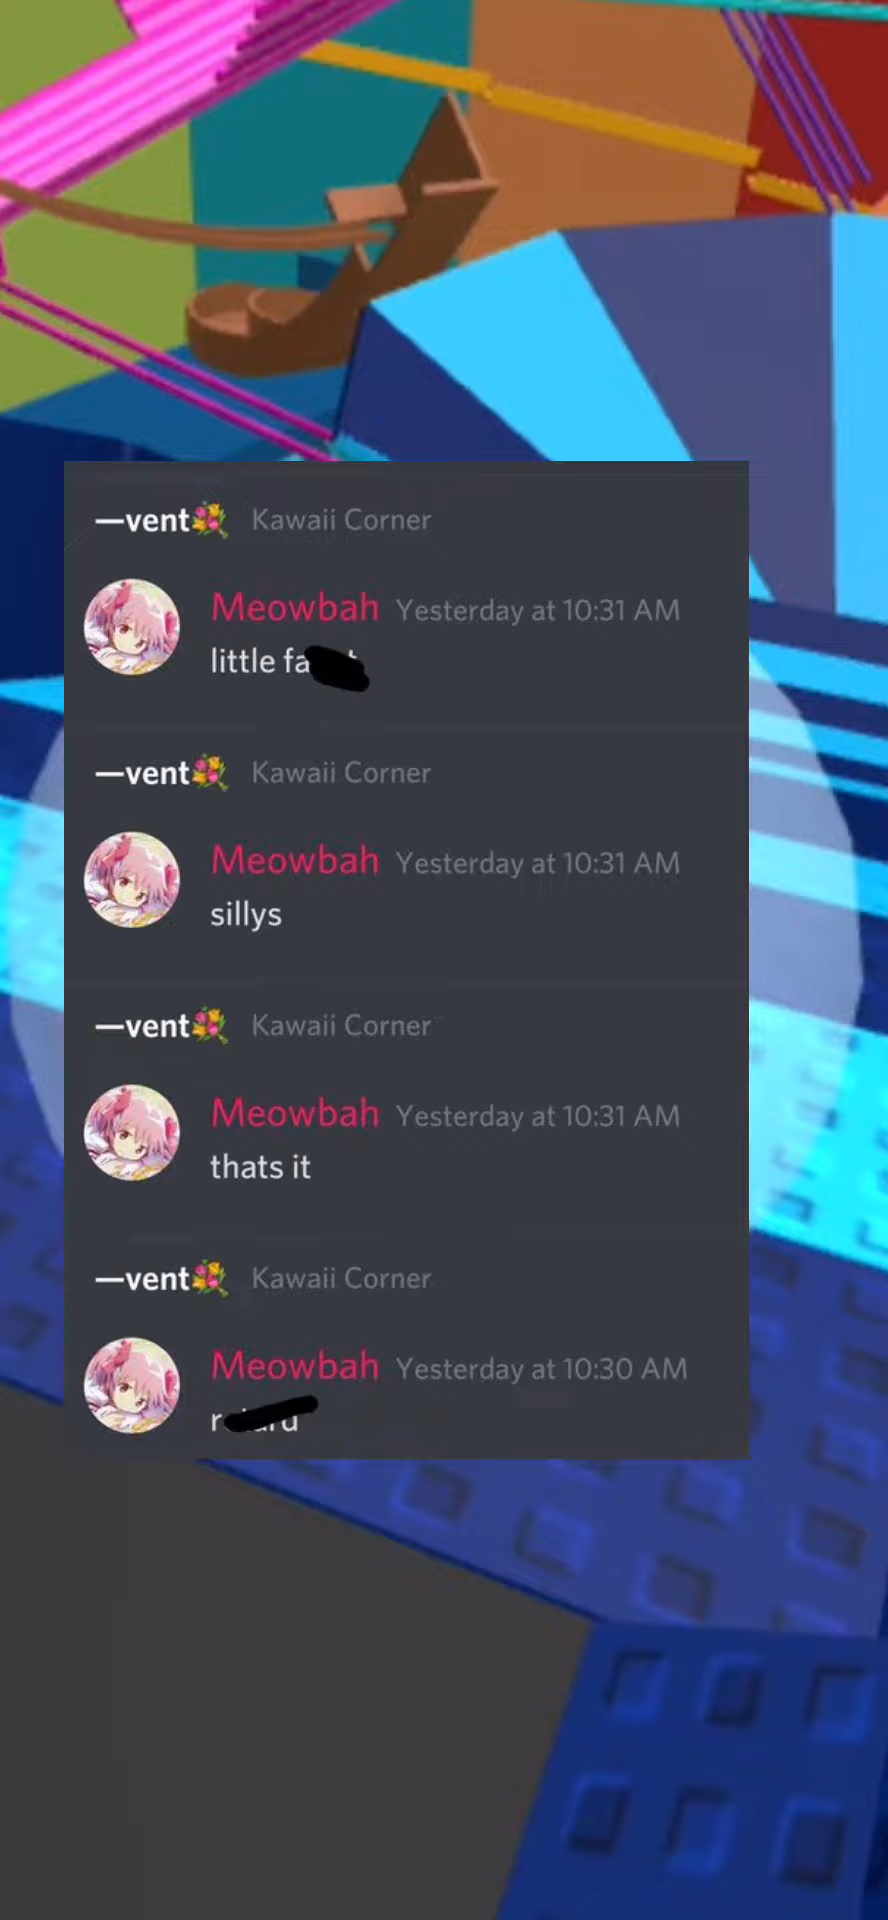 —vent💐 Kawaii Corner
Meowbah Yesterday at 10:31 AM
little
—vent💐 Kawaii Corner
Meowbah Yesterday at 10:31 AM
sillys
—vent💐 Kawaii Corner
Meowbah Yesterday at 10:31 AM
thats it
—vent💐 Kawaii Corner
Meowbah Yesterday at 10:30 AM